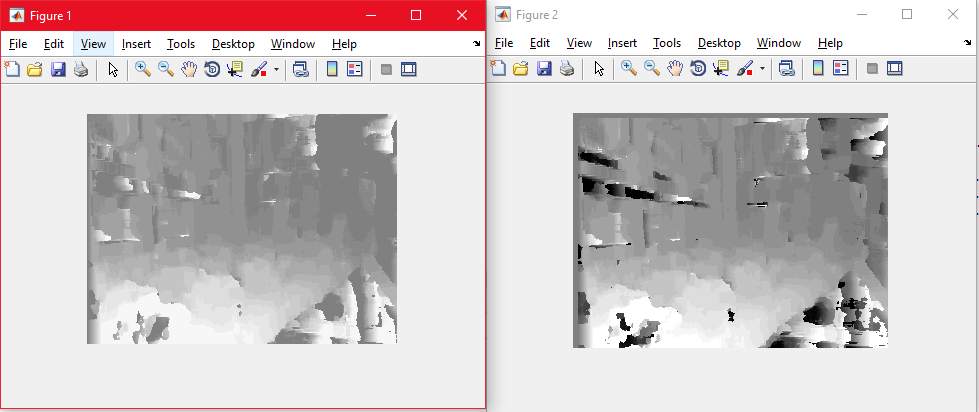 Figure 1
File Edit View Insert Tools Desktop Window Help
Figure 2
File Edit View Insert Tools Desktop Window Help